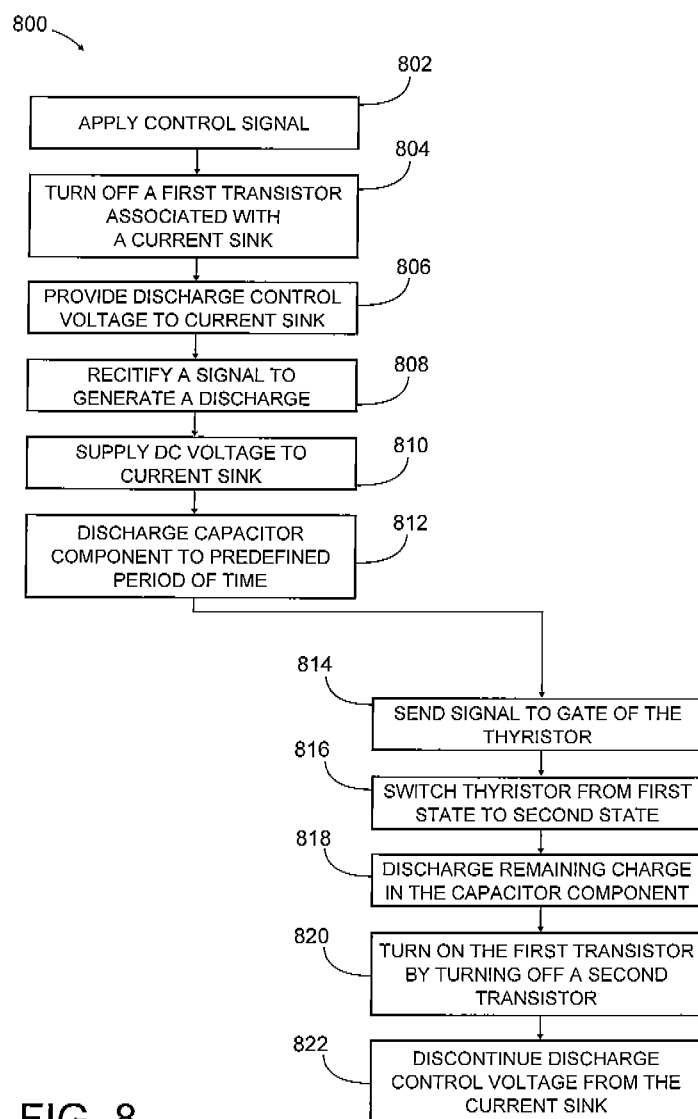 800
802
APPLY CONTROL SIGNAL
804
TURN OFF A FIRST TRANSISTOR
ASSOCIATED WITH
A CURRENT SINK
806
PROVIDE DISCHARGE CONTROL
VOLTAGE TO CURRENT SINK
808
RECITIFY A SIGNAL TO
GENERATE A DISCHARGE
810
SUPPLY DC VOLTAGE TO
CURRENT SINK
812
DISCHARGE CAPACITOR
COMPONENT TO PREDEFINED
PERIOD OF TIME
814
SEND SIGNAL TO GATE OF THE
THYRISTOR
816
SWITCH THYRISTOR FROM FIRST
STATE TO SECOND STATE
818
DISCHARGE REMAINING CHARGE
IN THE CAPACITOR COMPONENT
820
TURN ON THE FIRST TRANSISTOR
BY TURNING OFF A SECOND
TRANSISTOR
822
DISCONTINUE DISCHARGE
CONTROL VOLTAGE FROM THE
CURRENT SINK
FIG. 8